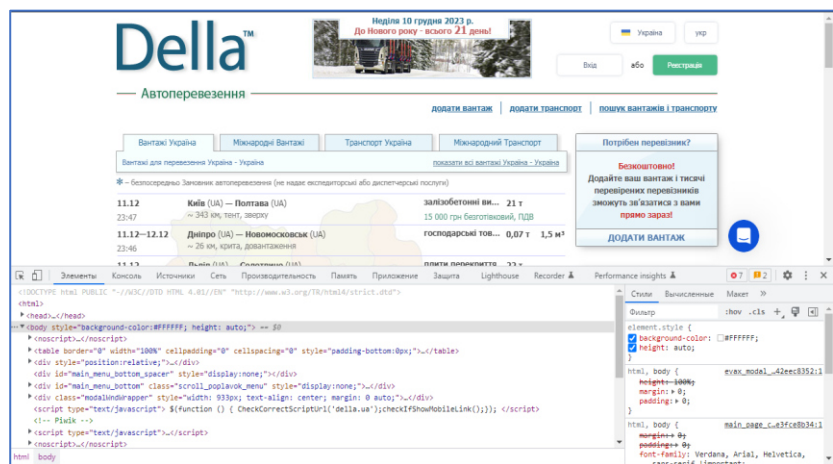 Della™
Неділя 10 грудня 2023 р.
До Нового року - всього 21 день!
Україна
укр
Вхід
або
Реєстрація
Автоперевезення
додати вантаж
додати транспорт
пошук вантажів і транспорту
Вантажі Україна
Міжнародні Вантажі
Транспорт Україна
Міжнародний Транспорт
Вантажі для перевезення Україна - Україна
показати всі вантажі Україна - Україна
– безпосередньо Замовник автоперевезення (не надає експедиторські або диспетчерські послуги)
11.12
Київ (UA) — Полтава (UA)
залізобетонні ви... 21 т
23:47
~ 343 км, тент, зверху
15 000 грн безготівковий, ПДВ
11.12—12.12
Дніпро (UA) — Новомосковськ (UA)
господарські тов... 0,07 т 1,5 м³
23:46
~ 26 км, крита, довантаження
Потрібен перевізник?
Безкоштовно!
Додайте ваш вантаж і тисячі
перевірених перевізників
зможуть зв'язатися з вами
прямо зараз!
ДОДАТИ ВАНТАЖ
Элементы
Консоль
Источники
Сеть
Производительность
Память
Приложение
Защита
Lighthouse
Recorder
Performance insights
7
2
<!DOCTYPE html PUBLIC "-//W3C//DTD HTML 4.01//EN" "http://www.w3.org/TR/html4/strict.dtd">
<html>
<head>…</head>
<body style="background-color:#FFFFFF; height: auto;"> == $0
<noscript>…</noscript>
<table border="0" width="100%" cellpadding="0" cellspacing="0" style="padding-bottom:0px;">…</table>
<div style="position:relative;">…</div>
<div id="main_menu_bottom_spacer" style="display:none;"></div>
<div id="main_menu_bottom" class="scroll_poplavok_menu" style="display:none;">…</div>
<div class="modalWndWrapper" style="width: 933px; text-align: center; margin: 0 auto;">…</div>
<script type="text/javascript"> $(function () { CheckCorrectScriptUrl('della.ua');checkIfShowMobileLink();}); </script>
<!-- Piwik -->
<script type="text/javascript">…</script>
<noscript>…</noscript>
html body
Стили
Вычисленные
Макет
Фильтр
:hov .cls
element.style {
background-color: #FFFFFF;
height: auto;
}
html, body {
evax_modal_…42eec8352:1
height: 100%;
margin: 0;
padding: 0;
}
html, body {
main_page_c…e3fce8b34:1
margin: 0;
padding: 0;
font-family: Verdana, Arial, Helvetica,